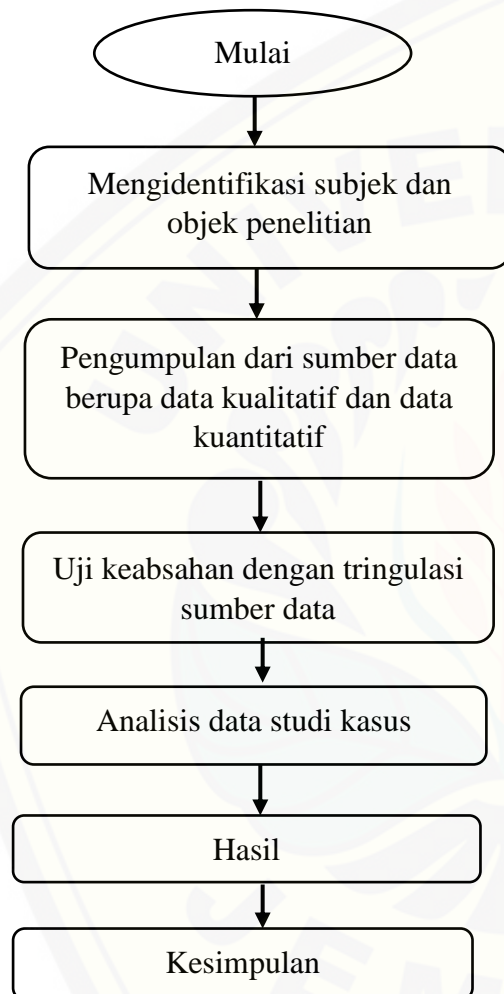 Mulai
Mengidentifikasi subjek dan
objek penelitian
Pengumpulan dari sumber data
berupa data kualitatif dan data
kuantitatif
Uji keabsahan dengan tringulasi
sumber data
Analisis data studi kasus
Hasil
Kesimpulan